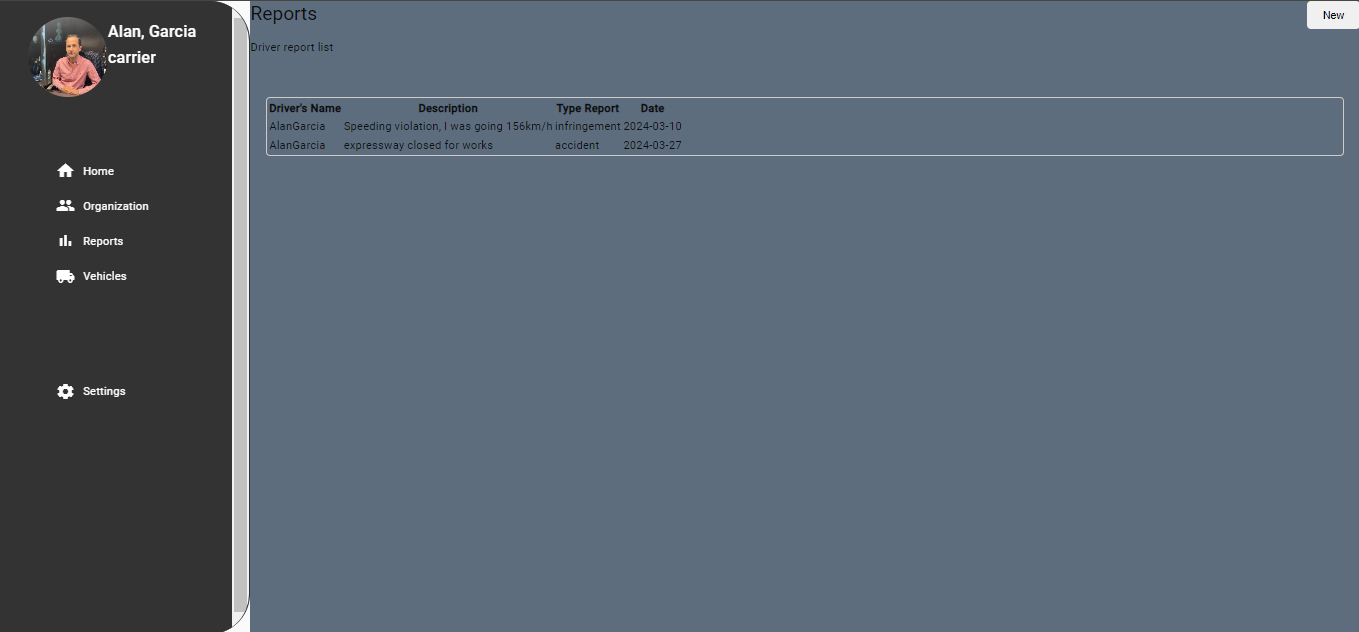 Alan, Garcia
carrier
Home
Organization
Reports
Vehicles
Settings
Reports
New
Driver report list
Driver's Name Description Type Report Date
AlanGarcia Speeding violation, I was going 156km/h infringement 2024-03-10
AlanGarcia expressway closed for works accident 2024-03-27